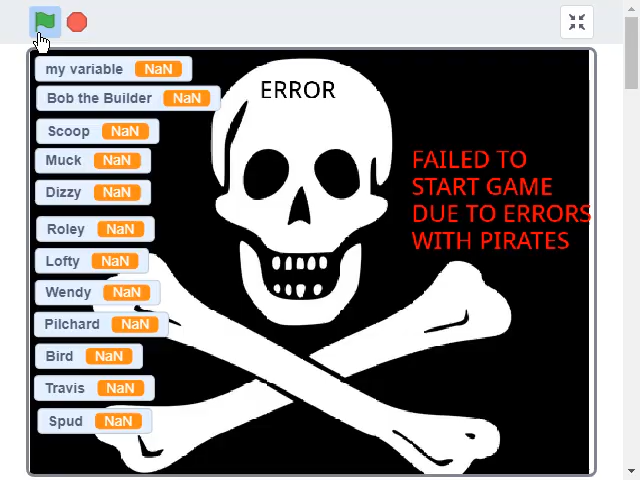 ERROR
my variable NaN
Bob the Builder NaN
Scoop NaN
Muck NaN
Dizzy NaN
Roley NaN
Lofty NaN
Wendy NaN
Pilchard NaN
Bird NaN
Travis NaN
Spud NaN
FAILED TO
START GAME
DUE TO ERRORS
WITH PIRATES